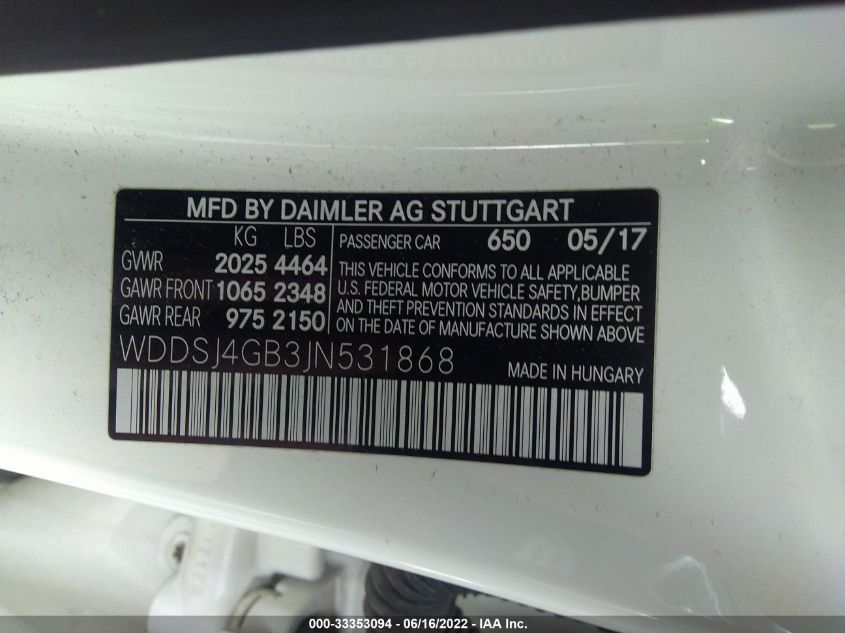 MFD BY DAIMLER AG STUTTGART
KG LBS
GVWR 2025 4464
GAWR FRONT 1065 2348
GAWR REAR 975 2150
PASSENGER CAR 650 05/17
THIS VEHICLE CONFORMS TO ALL APPLICABLE
U.S. FEDERAL MOTOR VEHICLE SAFETY, BUMPER
AND THEFT PREVENTION STANDARDS IN EFFECT
ON THE DATE OF MANUFACTURE SHOWN ABOVE.
WDDSJ4GB3JN531868
MADE IN HUNGARY
000-33353094 - 06/16/2022 - IAA Inc.